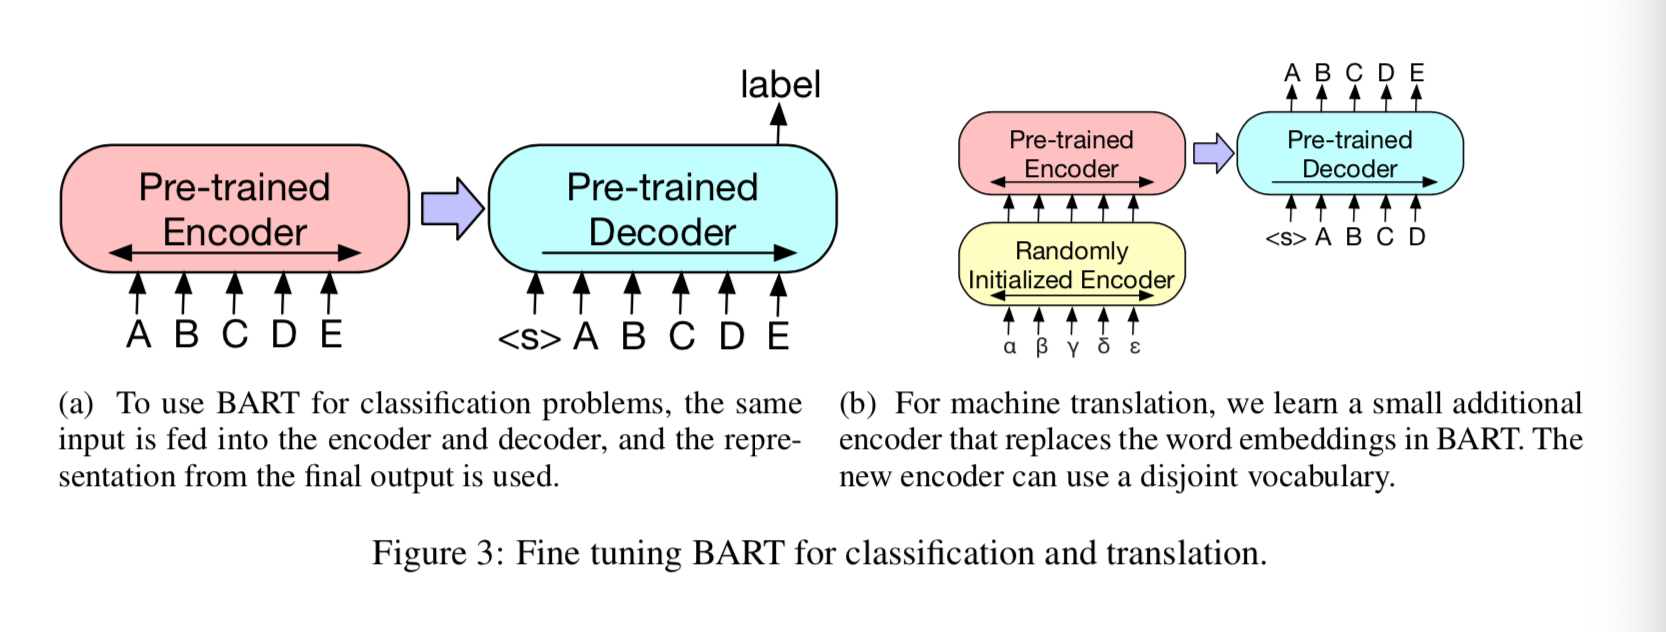 label
Pre-trained
Encoder
Pre-trained
Decoder
A B C D E
<s> A B C D E
(a) To use BART for classification problems, the same
input is fed into the encoder and decoder, and the repre-
sentation from the final output is used.
A B C D E
Pre-trained
Encoder
Pre-trained
Decoder
<s> A B C D
Randomly
Initialized Encoder
α β γ δ ε
(b) For machine translation, we learn a small additional
encoder that replaces the word embeddings in BART. The
new encoder can use a disjoint vocabulary.
Figure 3: Fine tuning BART for classification and translation.